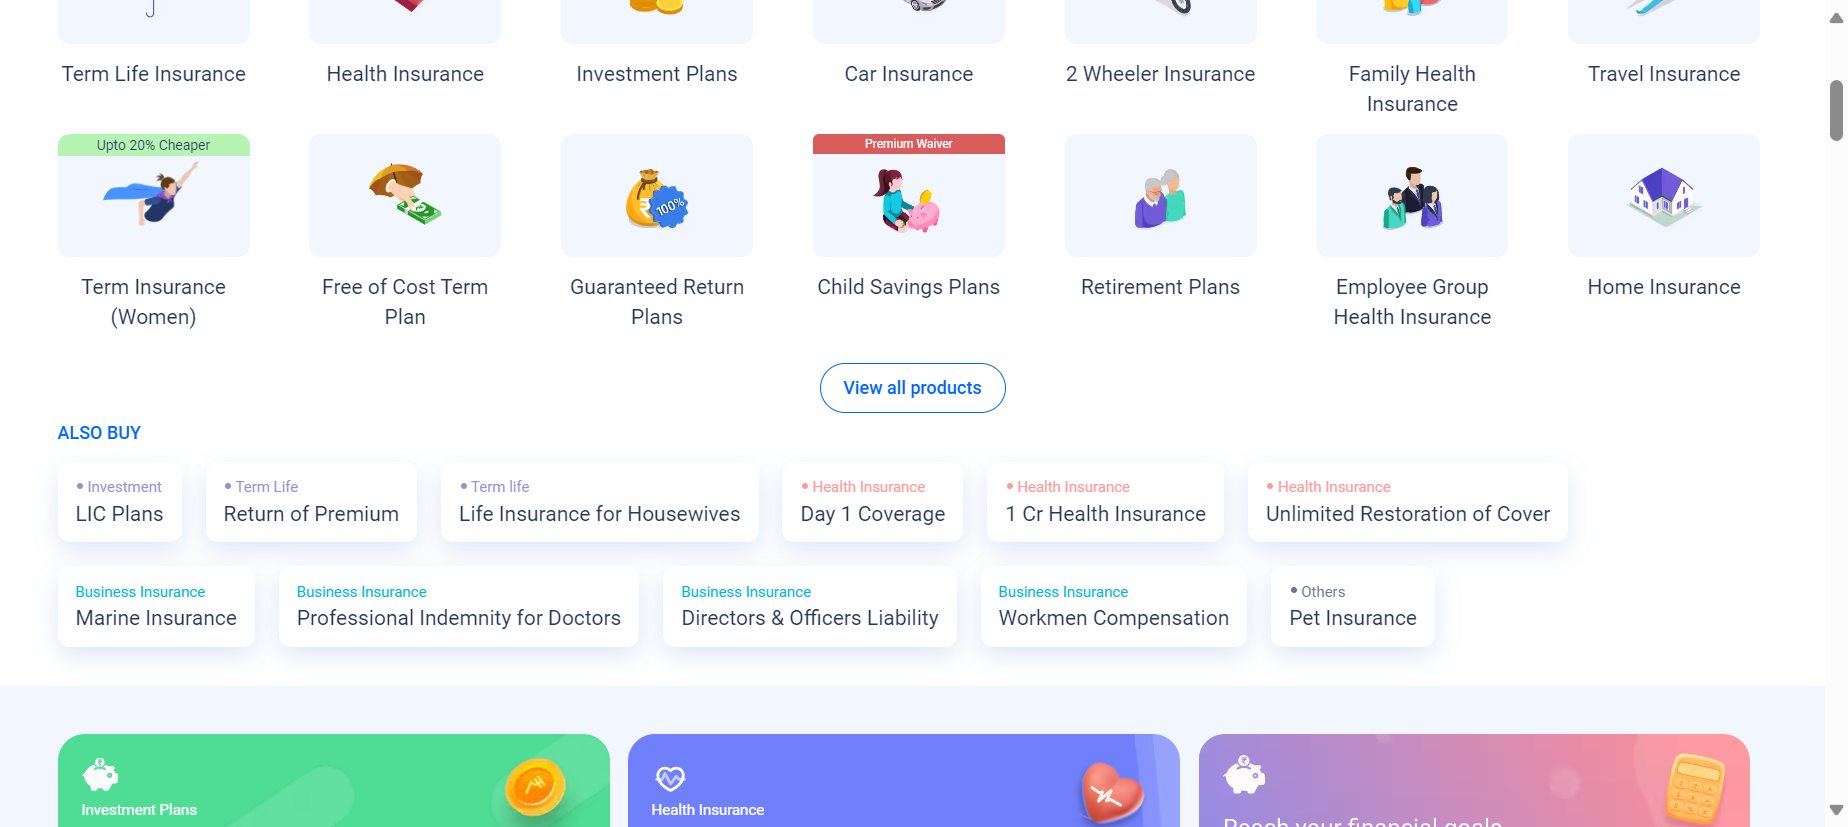 Term Life Insurance
Health Insurance
Investment Plans
Car Insurance
2 Wheeler Insurance
Family Health
Insurance
Travel Insurance
Upto 20% Cheaper
Term Insurance
(Women)
Free of Cost Term
Plan
100%
Guaranteed Return
Plans
Premium Waiver
Child Savings Plans
Retirement Plans
Employee Group
Health Insurance
Home Insurance
View all products
ALSO BUY
• Investment
LIC Plans
• Term Life
Return of Premium
• Term life
Life Insurance for Housewives
• Health Insurance
Day 1 Coverage
• Health Insurance
1 Cr Health Insurance
• Health Insurance
Unlimited Restoration of Cover
Business Insurance
Marine Insurance
Business Insurance
Professional Indemnity for Doctors
Business Insurance
Directors & Officers Liability
Business Insurance
Workmen Compensation
• Others
Pet Insurance
Investment Plans
Health Insurance
Reach your financial goals